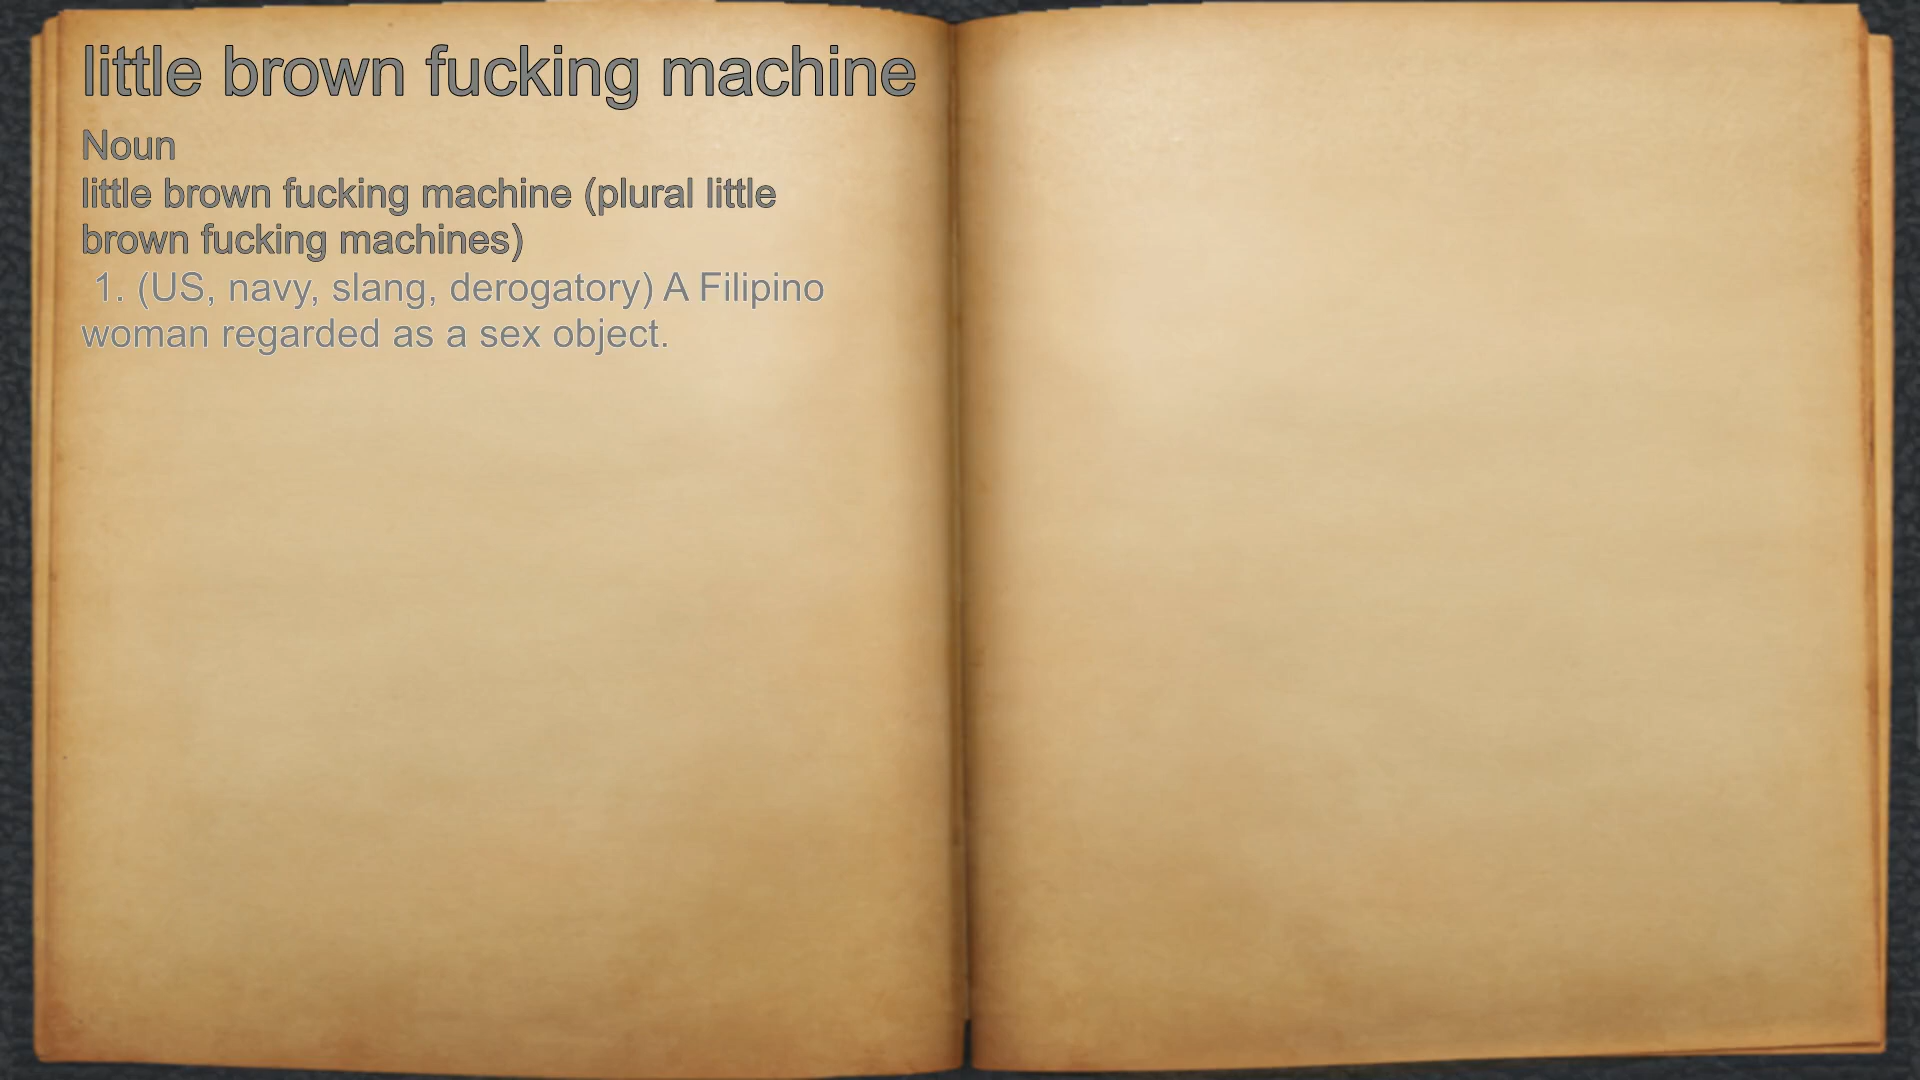 little brown fucking machine
Noun
little brown fucking machine (plural little
brown fucking machines)
1. (US, navy, slang, derogatory) A Filipino
woman regarded as a sex object.